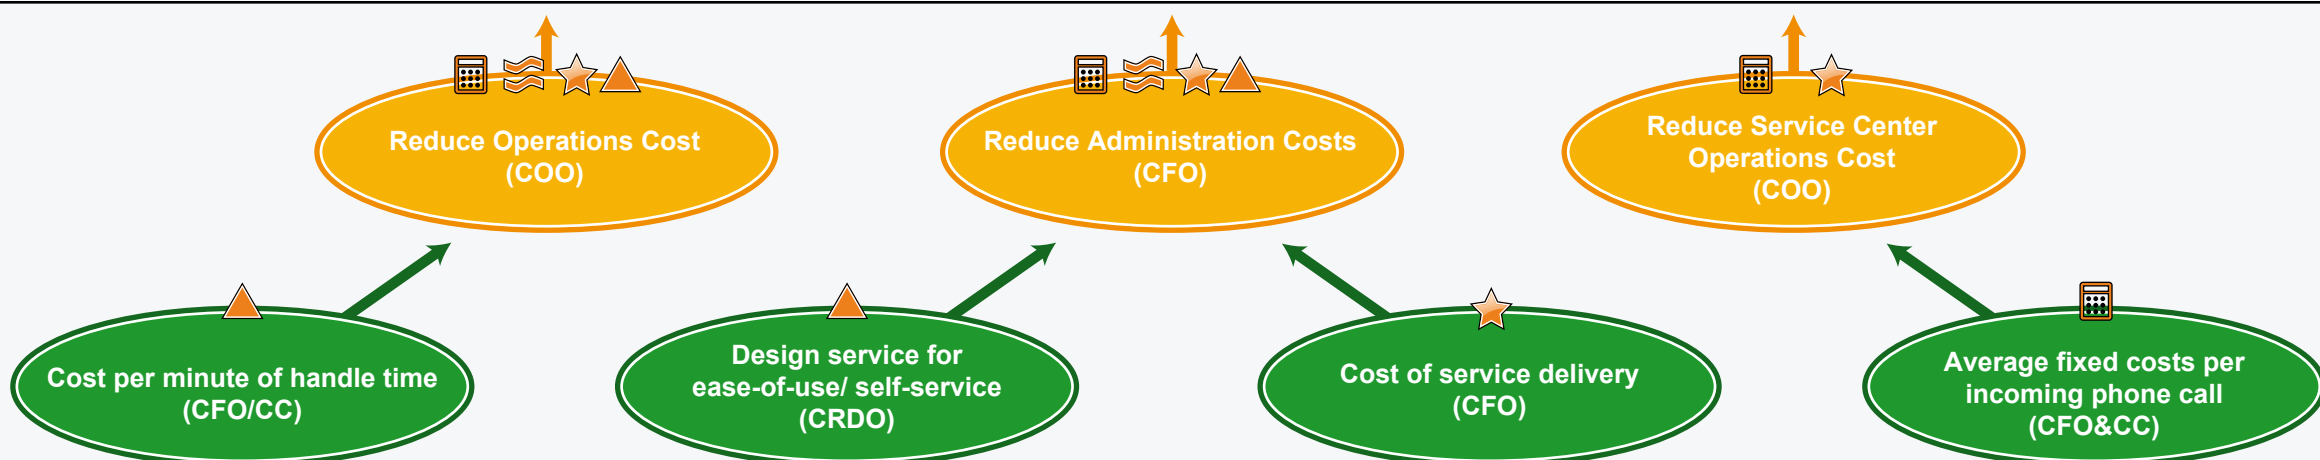 Reduce Operations Cost
(COO)
Reduce Administration Costs
(CFO)
Reduce Service Center
Operations Cost
(COO)
Cost per minute of handle time
(CFO/CC)
Design service for
ease-of-use/ self-service
(CRDO)
Cost of service delivery
(CFO)
Average fixed costs per
incoming phone call
(CFO&CC)